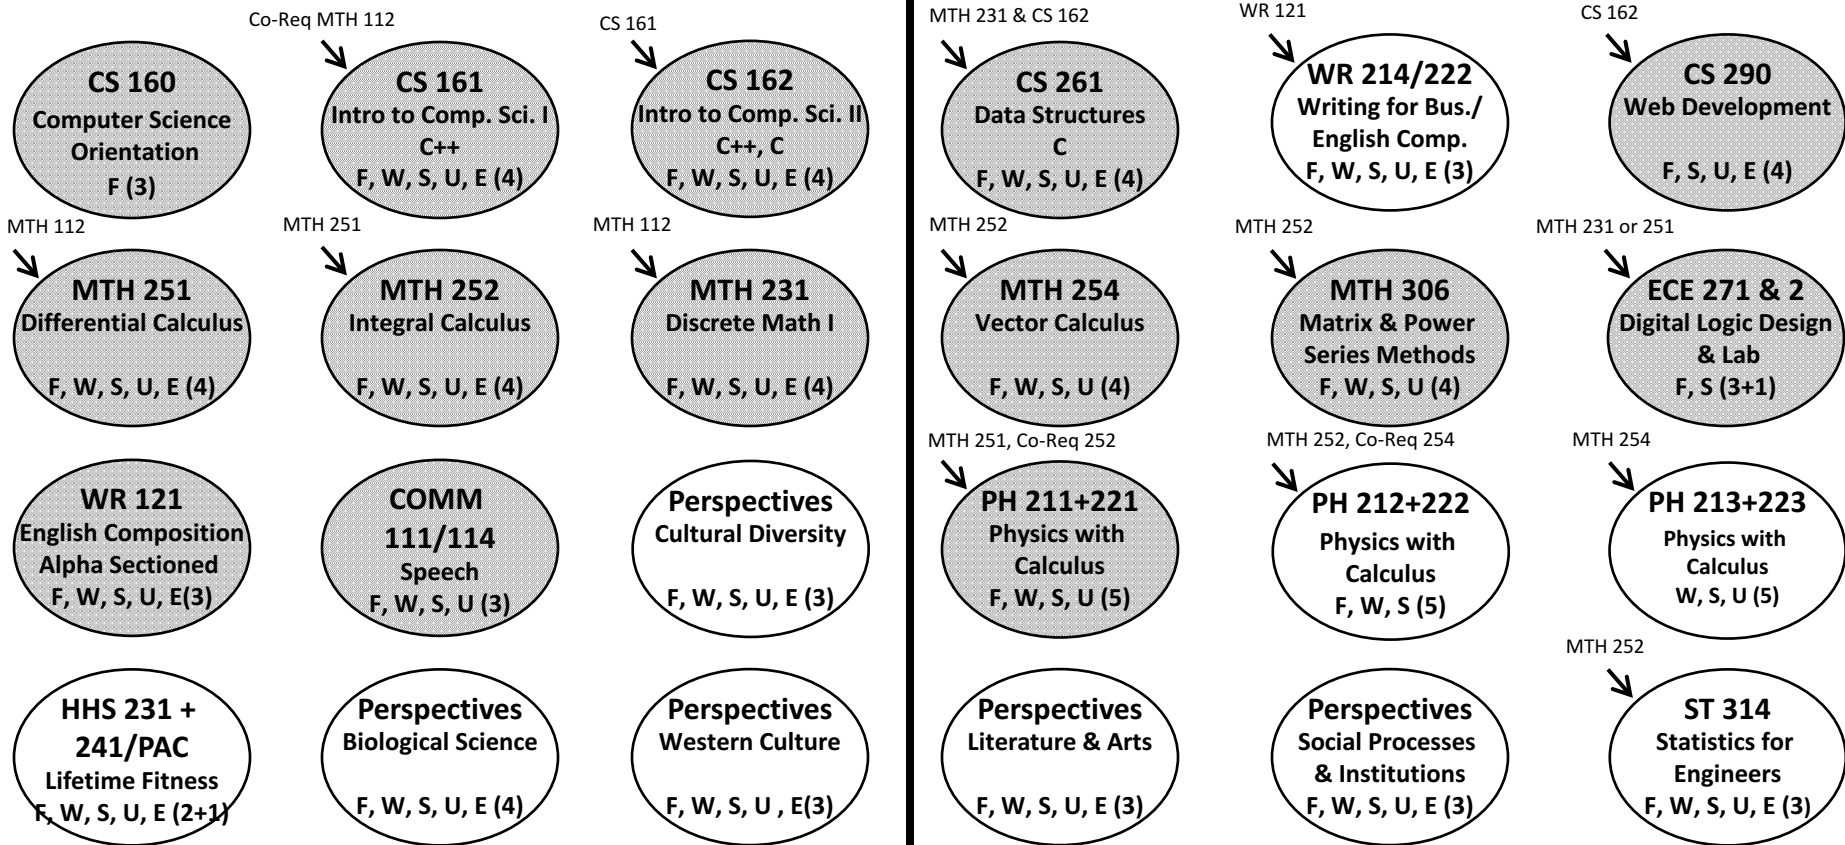 Co-Req MTH 112
CS 161
CS 160
Computer Science
Orientation
F (3)
CS 161
Intro to Comp. Sci. I
C++
F, W, S, U, E (4)
CS 162
Intro to Comp. Sci. II
C++, C
F, W, S, U, E (4)
MTH 112
MTH 251
MTH 112
MTH 251
Differential Calculus
F, W, S, U, E (4)
MTH 252
Integral Calculus
F, W, S, U, E (4)
MTH 231
Discrete Math I
F, W, S, U, E (4)
WR 121
English Composition
Alpha Sectioned
F, W, S, U, E(3)
COMM
111/114
Speech
F, W, S, U (3)
Perspectives
Cultural Diversity
F, W, S, U, E (3)
HHS 231 +
241/PAC
Lifetime Fitness
F, W, S, U, E (2+1)
Perspectives
Biological Science
F, W, S, U, E (4)
Perspectives
Western Culture
F, W, S, U , E(3)
MTH 231 & CS 162
WR 121
CS 162
CS 261
Data Structures
C
F, W, S, U, E (4)
WR 214/222
Writing for Bus./
English Comp.
F, W, S, U, E (3)
CS 290
Web Development
F, S, U, E (4)
MTH 252
MTH 252
MTH 231 or 251
MTH 254
Vector Calculus
F, W, S, U (4)
MTH 306
Matrix & Power
Series Methods
F, W, S, U (4)
ECE 271 & 2
Digital Logic Design
& Lab
F, S (3+1)
MTH 251, Co-Req 252
MTH 252, Co-Req 254
MTH 254
PH 211+221
Physics with
Calculus
F, W, S, U (5)
PH 212+222
Physics with
Calculus
F, W, S (5)
PH 213+223
Physics with
Calculus
W, S, U (5)
MTH 252
Perspectives
Literature & Arts
F, W, S, U, E (3)
Perspectives
Social Processes
& Institutions
F, W, S, U, E (3)
ST 314
Statistics for
Engineers
F, W, S, U, E (3)